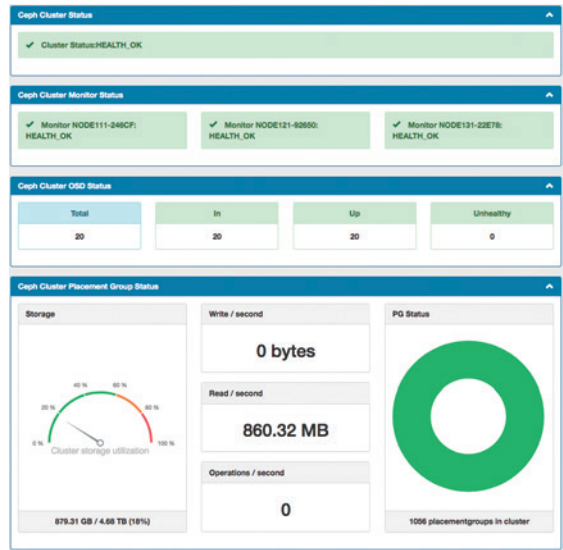 Ceph Cluster Status
Cluster Status:HEALTH_OK
Ceph Cluster Monitor Status
Monitor NODE111-246CF:
HEALTH_OK
Monitor NODE121-92650:
HEALTH_OK
Monitor NODE131-22E78:
HEALTH_OK
Ceph Cluster OSD Status
Total
In
Up
Unhealthy
20
20
20
0
Ceph Cluster Placement Group Status
Storage
0 %
20 %
40 %
60 %
80 %
100 %
Cluster storage utilization
879.31 GB / 4.68 TB (18%)
Write / second
0 bytes
Read / second
860.32 MB
Operations / second
0
PG Status
1056 placementgroups in cluster